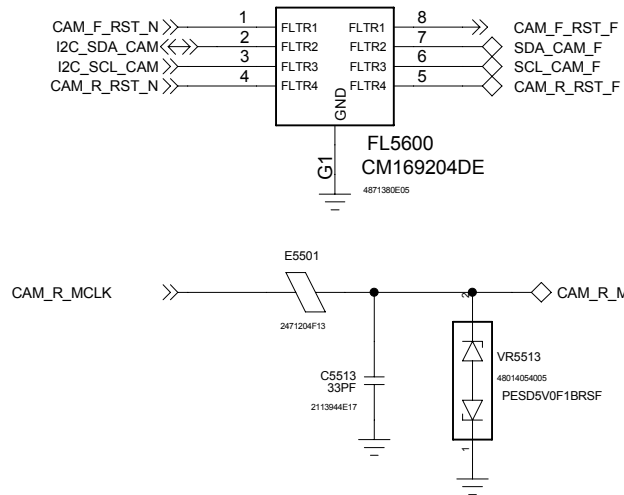 CAM_F_RST_N 1 FLTR1 FLTR1 8 CAM_F_RST_F
I2C_SDA_CAM 2 FLTR2 FLTR2 7 SDA_CAM_F
I2C_SCL_CAM 3 FLTR3 FLTR3 6 SCL_CAM_F
CAM_R_RST_N 4 FLTR4 FLTR4 5 CAM_R_RST_F
GND
G1
FL5600
CM169204DE
4871380E05
E5501
CAM_R_MCLK
CAM_R_M
2471204F13
2
C5513
33PF
2113944E17
VR5513
48014054005
PESD5V0F1BRSF
1